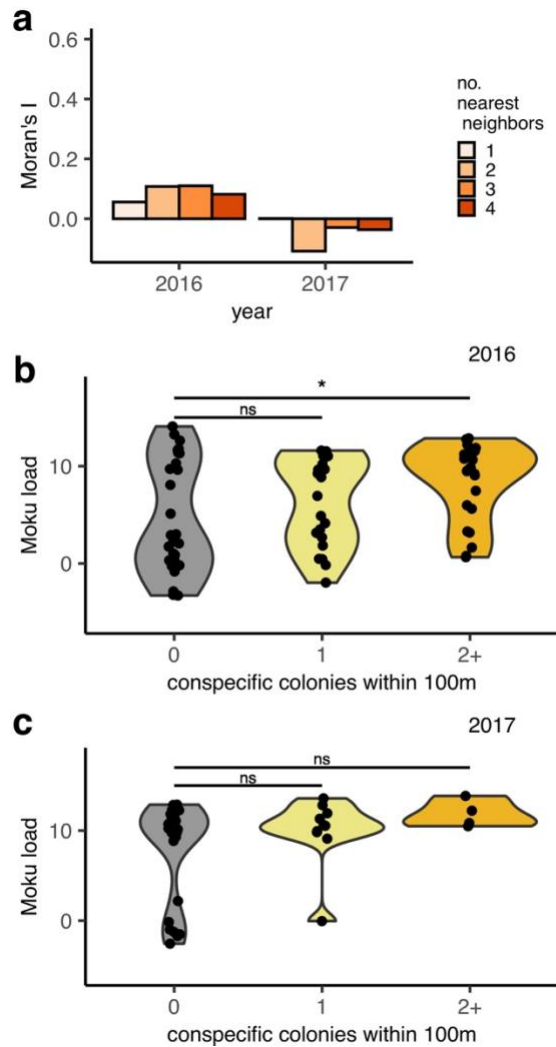 a
0.6
0.4
0.2
0.0
Moran's I
2016
2017
year
no.
nearest
neighbors
1
2
3
4
b
2016
*
ns
10
0
Moku load
0
1
2+
conspecific colonies within 100m
c
2017
ns
ns
10
0
Moku load
0
1
2+
conspecific colonies within 100m